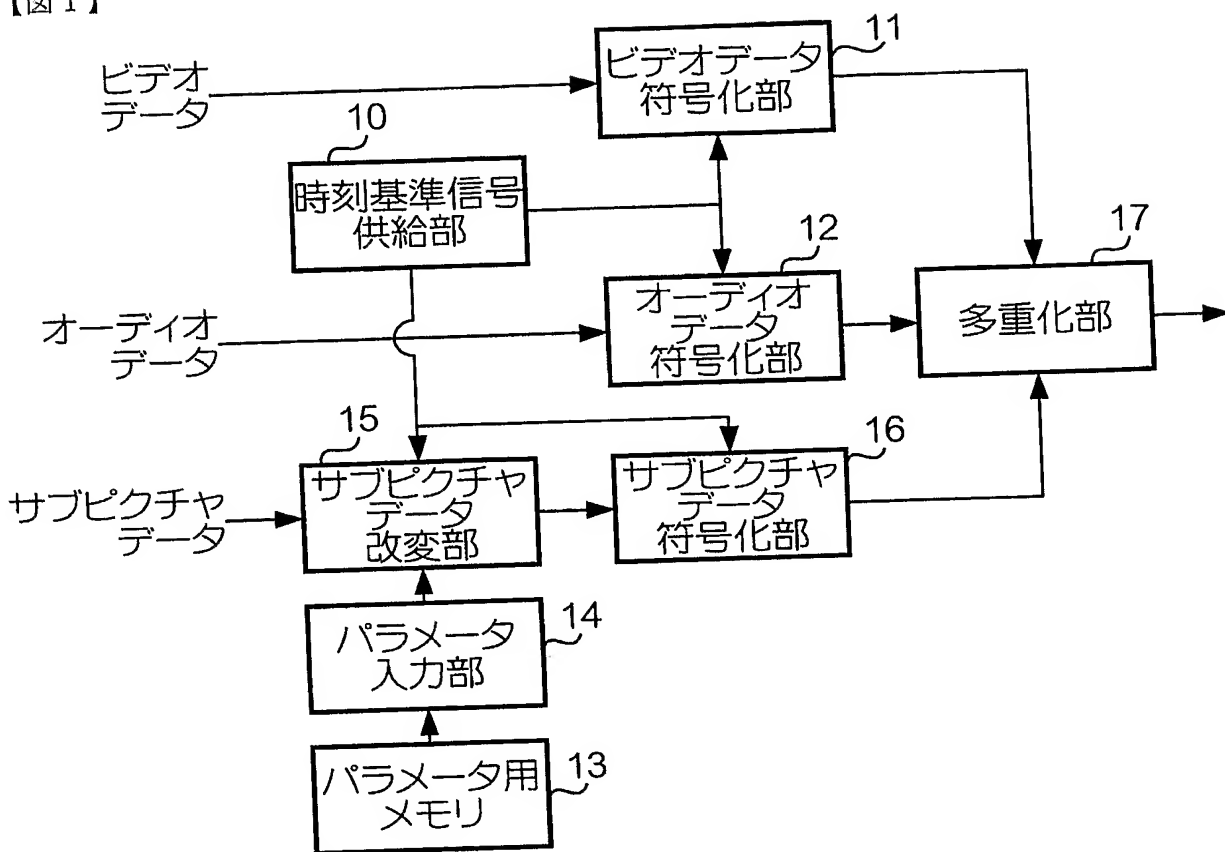 【図1】
ビデオ
データ
11
ビデオデータ
符号化部
10
時刻基準信号
供給部
12
オーディオ
データ
符号化部
17
多重化部
オーディオ
データ
15
サブピクチャ
データ
改変部
16
サブピクチャ
データ
符号化部
サブピクチャ
データ
14
パラメータ
入力部
13
パラメータ用
メモリ